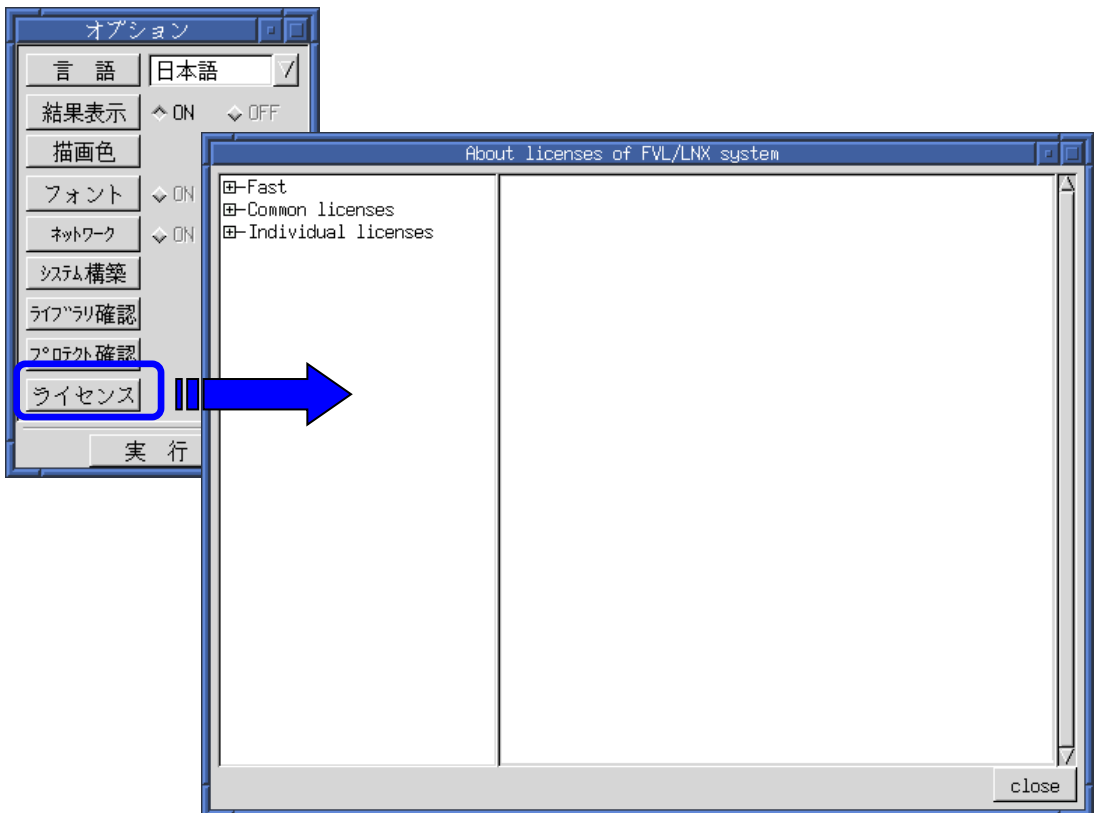 オプション
言 語 日本語
結果表示 ON OFF
描画色
フォント ON
ネットワーク ON
システム構築
ライブラリ確認
プロテクト確認
ライセンス
実 行
About licenses of FVL/LNX system
Fast
Common licenses
Individual licenses
close